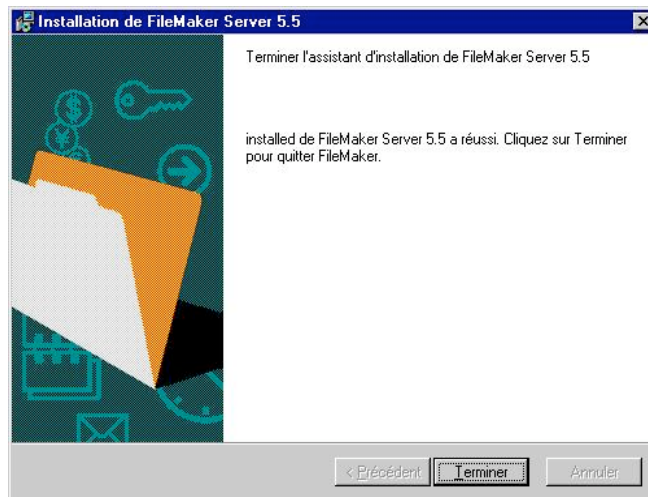 Installation de FileMaker Server 5.5
Terminer l'assistant d'installation de FileMaker Server 5.5
installed de FileMaker Server 5.5 a réussi. Cliquez sur Terminer
pour quitter FileMaker.
< Précédent
Terminer
Annuler